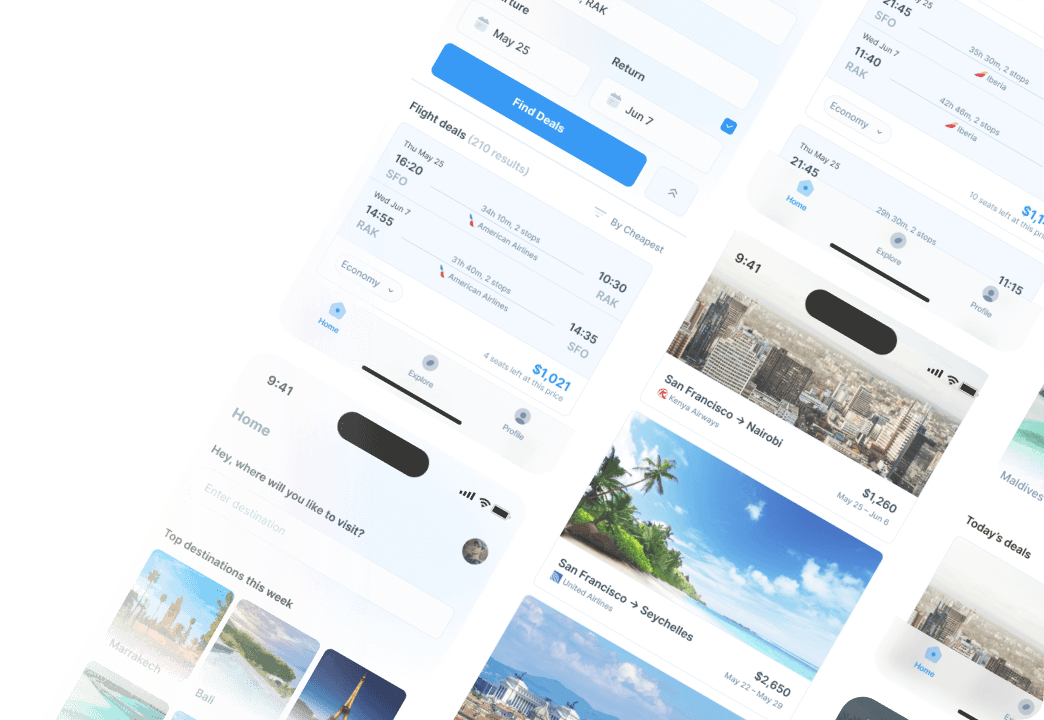 RAK
May 25
Return
Jun 7
Find Deals
Flight deals (210 results)
By Cheapest
Thu May 25
16:20
SFO
34h 10m, 2 stops
American Airlines
10:30
RAK
Wed Jun 7
14:55
RAK
31h 40m, 2 stops
American Airlines
14:35
SFO
Economy
$1,021
4 seats left at this price
Home
Explore
Profile
21:45
SFO
35h 30m, 2 stops
Iberia
Wed Jun 7
11:40
RAK
42h 46m, 2 stops
Iberia
Economy
10 seats left at this
Thu May 25
21:45
29h 30m, 2 stops
11:15
Home
Explore
Profile
9:41
Home
Hey, where will you like to visit?
Enter destination
Top destinations this week
Marrakech
Bali
9:41
San Francisco → Nairobi
Kenya Airways
$1,260
May 25 - Jun 6
San Francisco → Seychelles
United Airlines
$2,650
May 22 - May 29
Maldives
Today's deals
Home